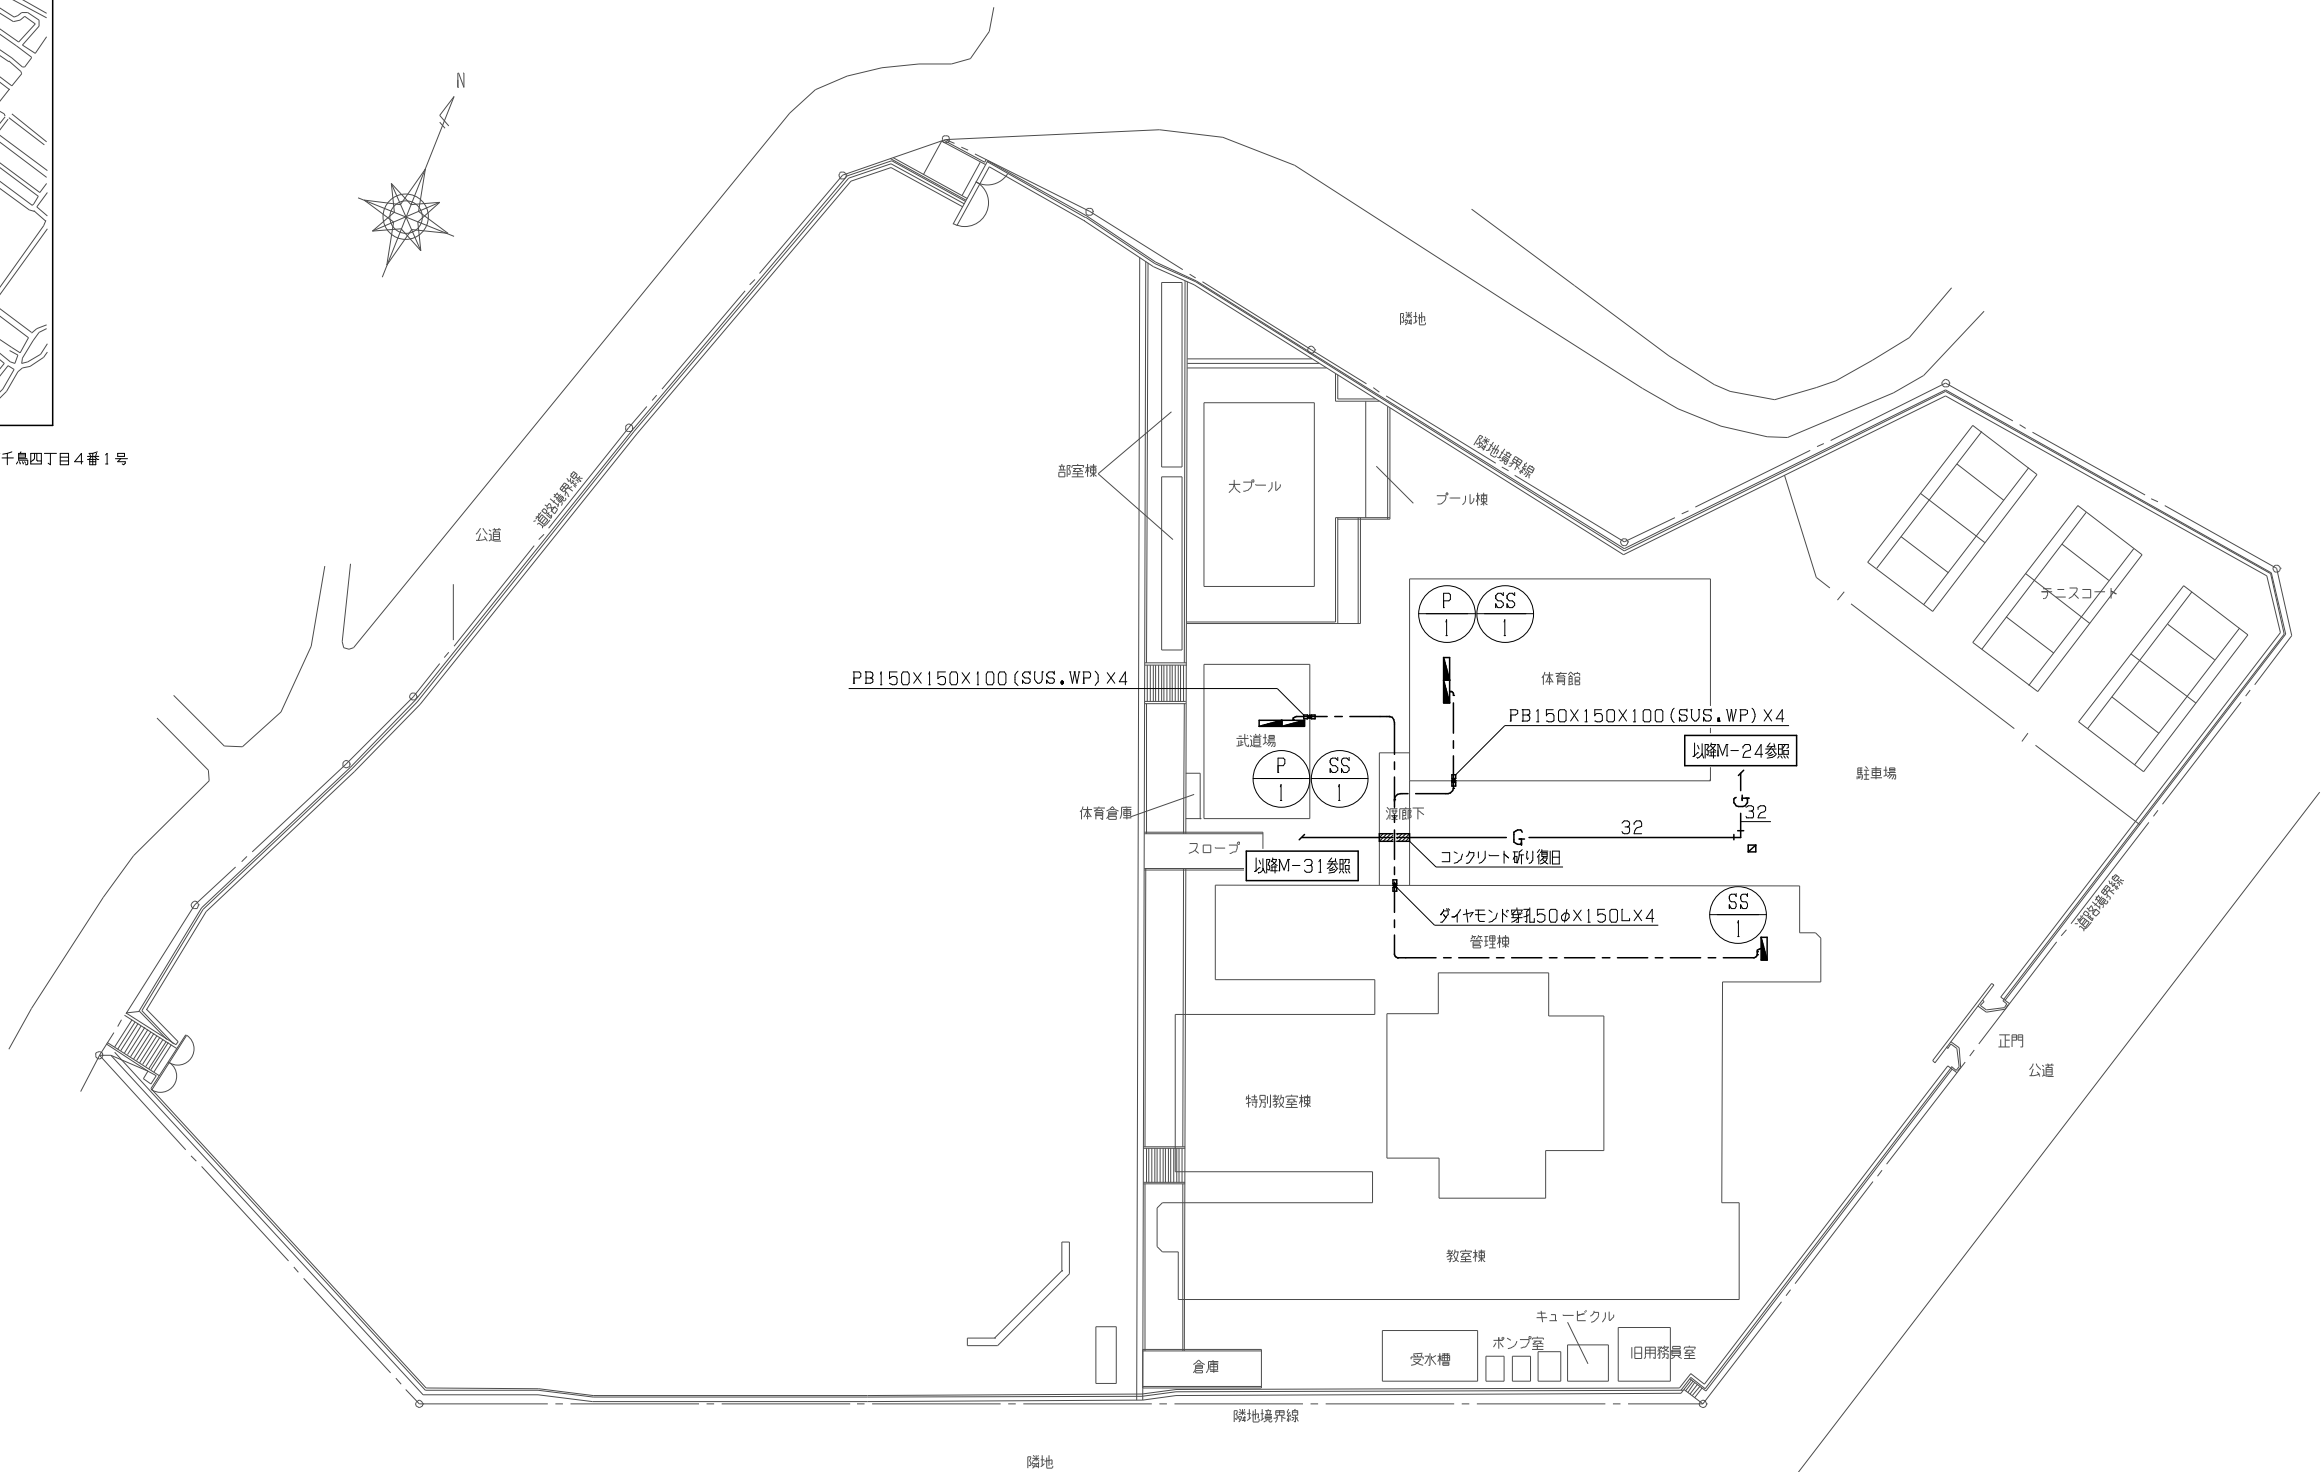 N
千鳥四丁目4番1号
隣地
道路境界線
公道
部室棟
大プール
プール棟
隣地境界線
テニスコート
P
1
SS
1
体育館
PB150X150X100(SUS.WP)X4
PB150X150X100(SUS.WP)X4
武道場
以降M-24参照
P
1
SS
1
駐車場
体育倉庫
渡廊下
G
32
G
32
スロープ
以降M-31参照
コンクリート斫り復旧
ダイヤモンド穿孔50φX150LX4
SS
1
管理棟
道路境界線
正門
公道
特別教室棟
教室棟
キュービクル
ポンプ室
受水槽
旧用務員室
倉庫
隣地境界線
隣地